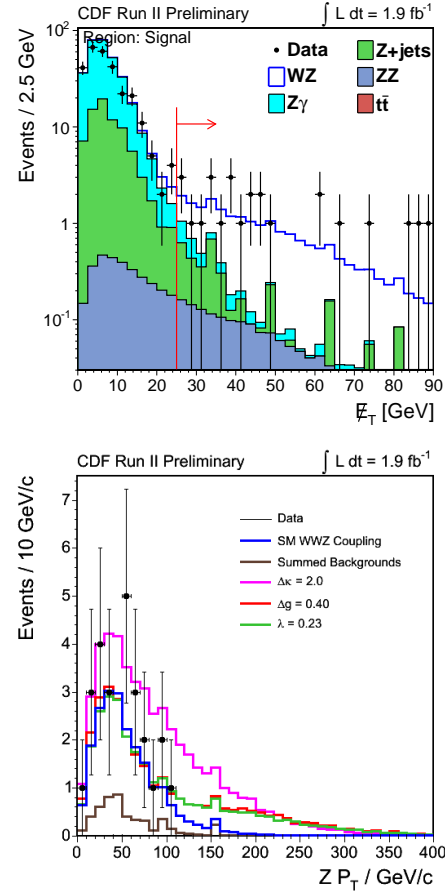 CDF Run II Preliminary ∫ L dt = 1.9 fb⁻¹
Region: Signal
Data
WZ
Zγ
Z+jets
ZZ
tt̄
Events / 2.5 GeV
10²
10
1
10⁻¹
0 10 20 30 40 50 60 70 80 90
E̸_T [GeV]
CDF Run II Preliminary ∫ L dt = 1.9 fb⁻¹
Data
SM WWZ Coupling
Summed Backgrounds
Δκ = 2.0
Δg = 0.40
λ = 0.23
Events / 10 GeV/c
7
6
5
4
3
2
1
0
0 50 100 150 200 250 300 350 400
Z P_T / GeV/c